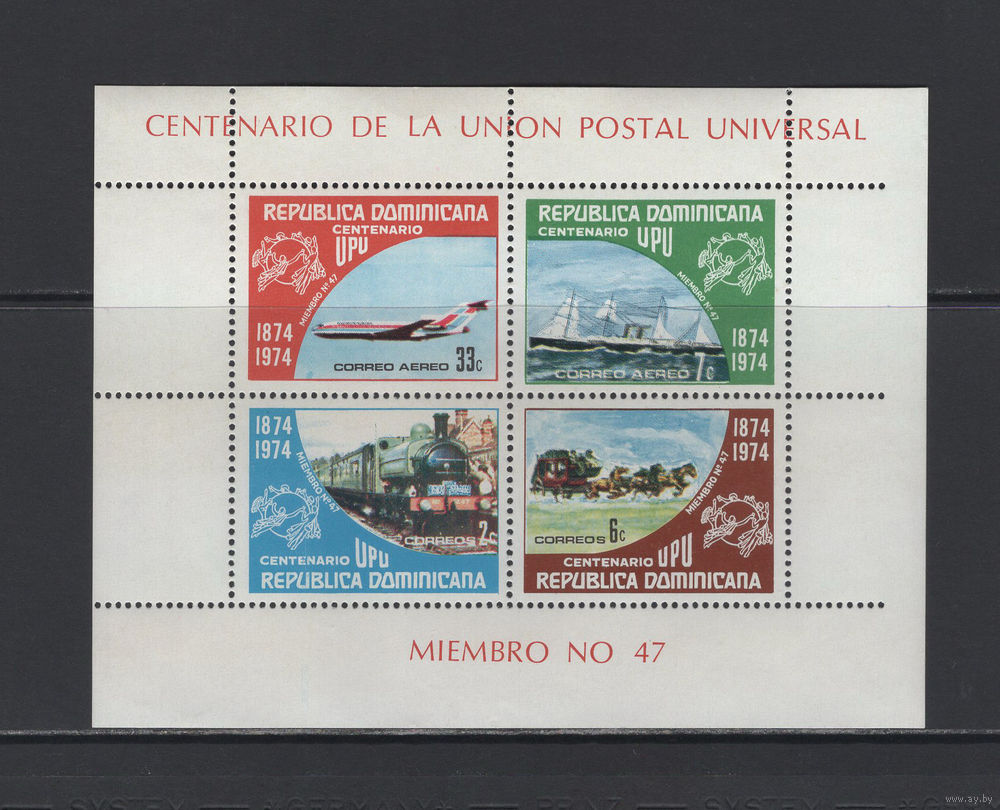 CENTENARIO DE LA UNION POSTAL UNIVERSAL
REPUBLICA DOMINICANA
CENTENARIO
UPU
MIEMBRO Nº 47
1874
1974
CORREO AEREO 33c
REPUBLICA DOMINICANA
CENTENARIO UPU
MIEMBRO Nº 47
1874
1974
CORREO AEREO 7c
1874
1974
MIEMBRO Nº 47
CORREOS 2c
CENTENARIO UPU
REPUBLICA DOMINICANA
1874
1974
MIEMBRO Nº 47
CORREOS 6c
CENTENARIO UPU
REPUBLICA DOMINICANA
MIEMBRO NO 47
www.ay.by